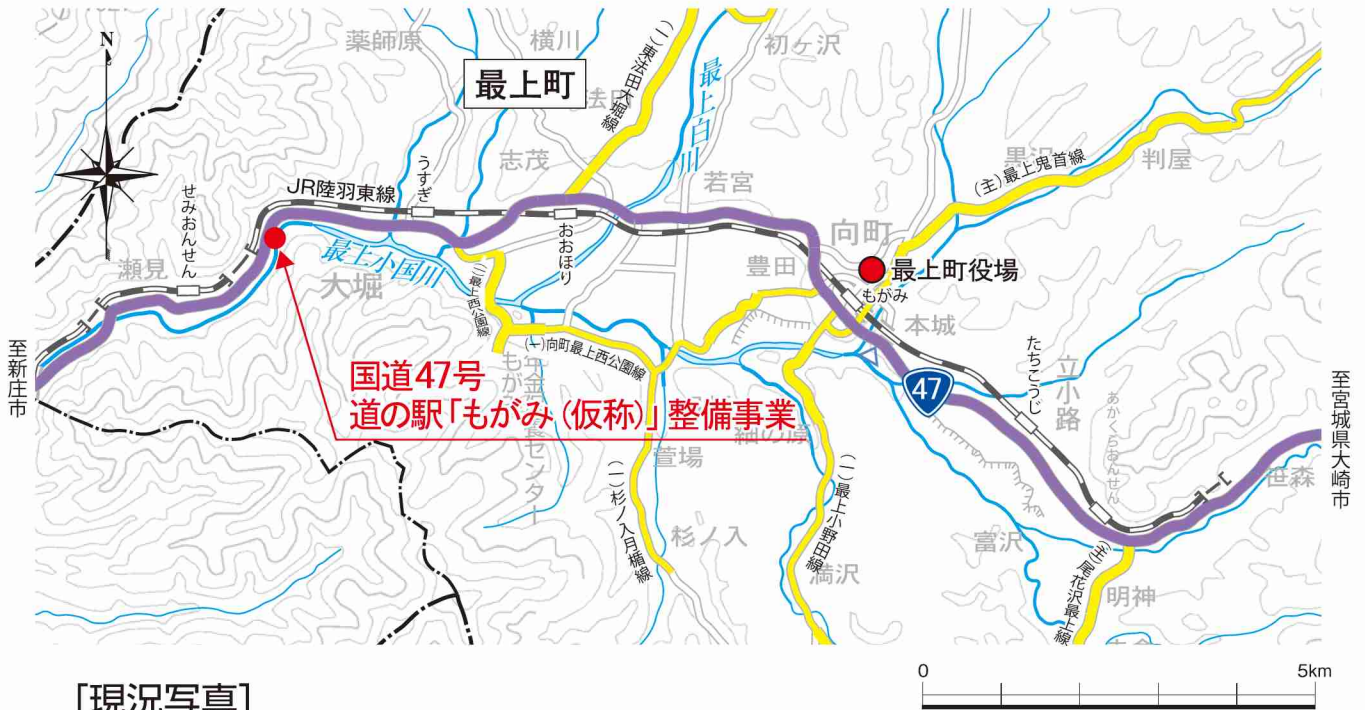 N
薬師原
横川
初ヶ沢
最上町
(一)東法田大堀線
最上白川
志茂
若宮
黒沢
判屋
(主)最上鬼首線
うすぎ
JR陸羽東線
せみおんせん
瀬見
最上小国川
大堀
おおほり
向町
豊田
最上町役場
もがみ
本城
(一)最上西公園線
(一)向町最上西公園線
たちこうじ
立小路
あかくらおんせん
至新庄市
至宮城県大崎市
47
国道47号
道の駅「もがみ(仮称)」整備事業
萱場
笹森
(一)杉ノ入月楯線
杉ノ入
(一)最上小野田線
満沢
富沢
(主)尾花沢最上線
明神
0
5km
[現況写真]